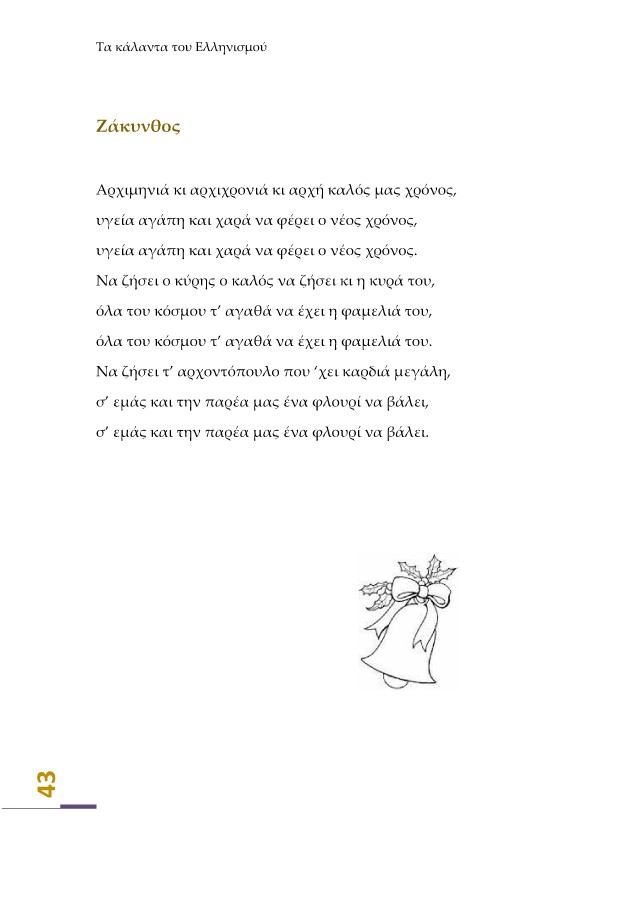 Τα κάλαντα του Ελληνισμού
Ζάκυνθος
Αρχιμηνιά κι αρχιχρονιά κι αρχή καλός μας χρόνος,
υγεία αγάπη και χαρά να φέρει ο νέος χρόνος,
υγεία αγάπη και χαρά να φέρει ο νέος χρόνος.
Να ζήσει ο κύρης ο καλός να ζήσει κι η κυρά του,
όλα του κόσμου τ’ αγαθά να έχει η φαμελιά του,
όλα του κόσμου τ’ αγαθά να έχει η φαμελιά του.
Να ζήσει τ’ αρχοντόπουλο που ‘χει καρδιά μεγάλη,
σ’ εμάς και την παρέα μας ένα φλουρί να βάλει,
σ’ εμάς και την παρέα μας ένα φλουρί να βάλει.
43